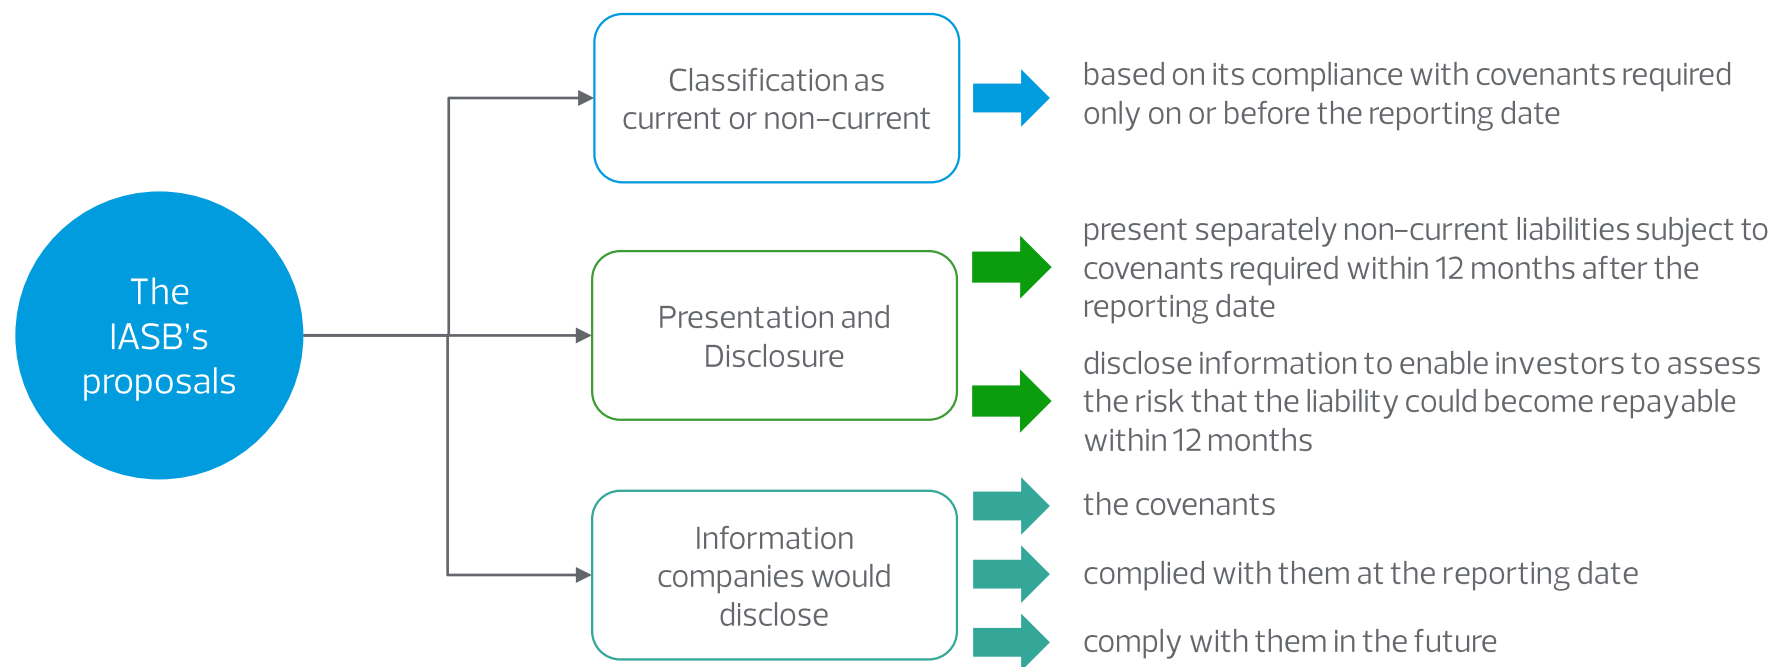 The
IASB’s
proposals
Classification as
current or non-current
based on its compliance with covenants required
only on or before the reporting date
Presentation and
Disclosure
present separately non-current liabilities subject to
covenants required within 12 months after the
reporting date
disclose information to enable investors to assess
the risk that the liability could become repayable
within 12 months
Information
companies would
disclose
the covenants
complied with them at the reporting date
comply with them in the future